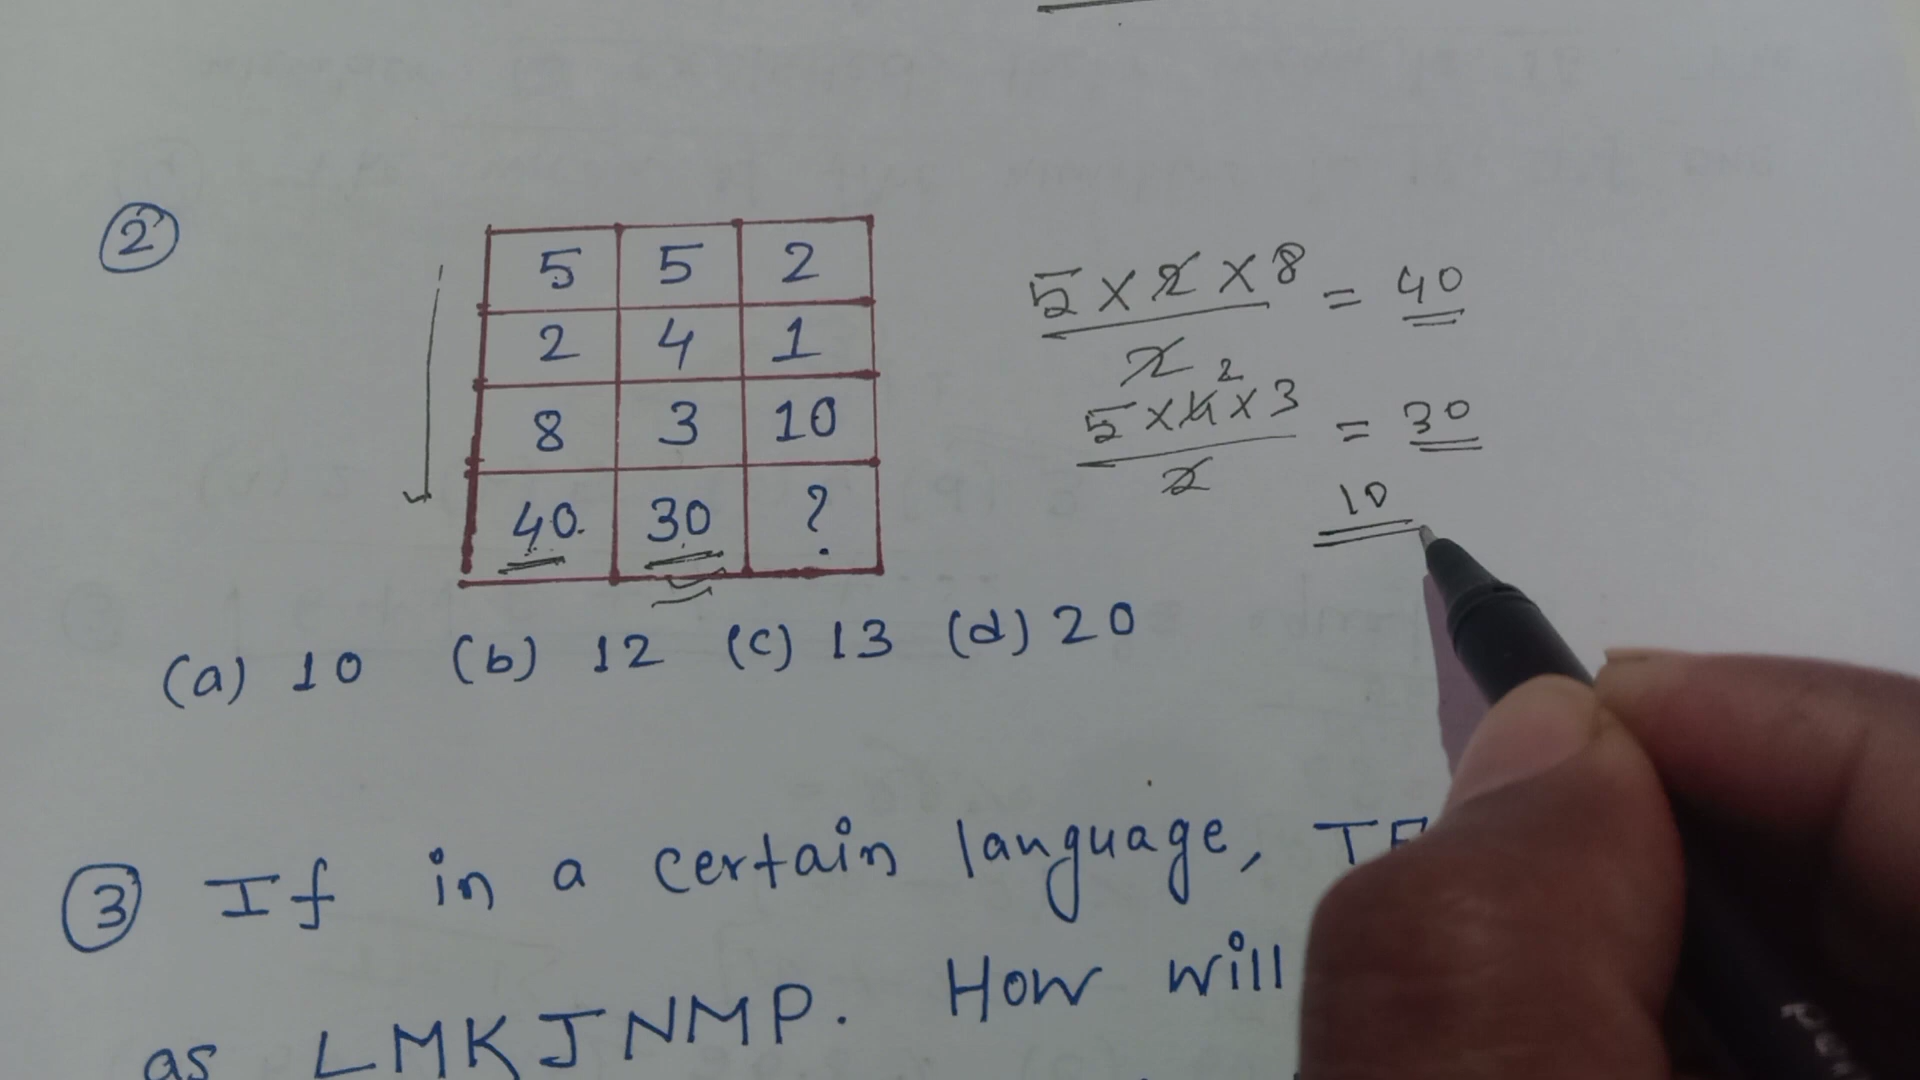 ②
5 5 2
2 4 1
8 3 10
40 30 ?
5 × 2 × 8 = 40
2
2
5 × 4 × 3 = 30
2
10
(a) 10 (b) 12 (c) 13 (d) 20
③ If in a certain language,
as LMKJNMP. How will